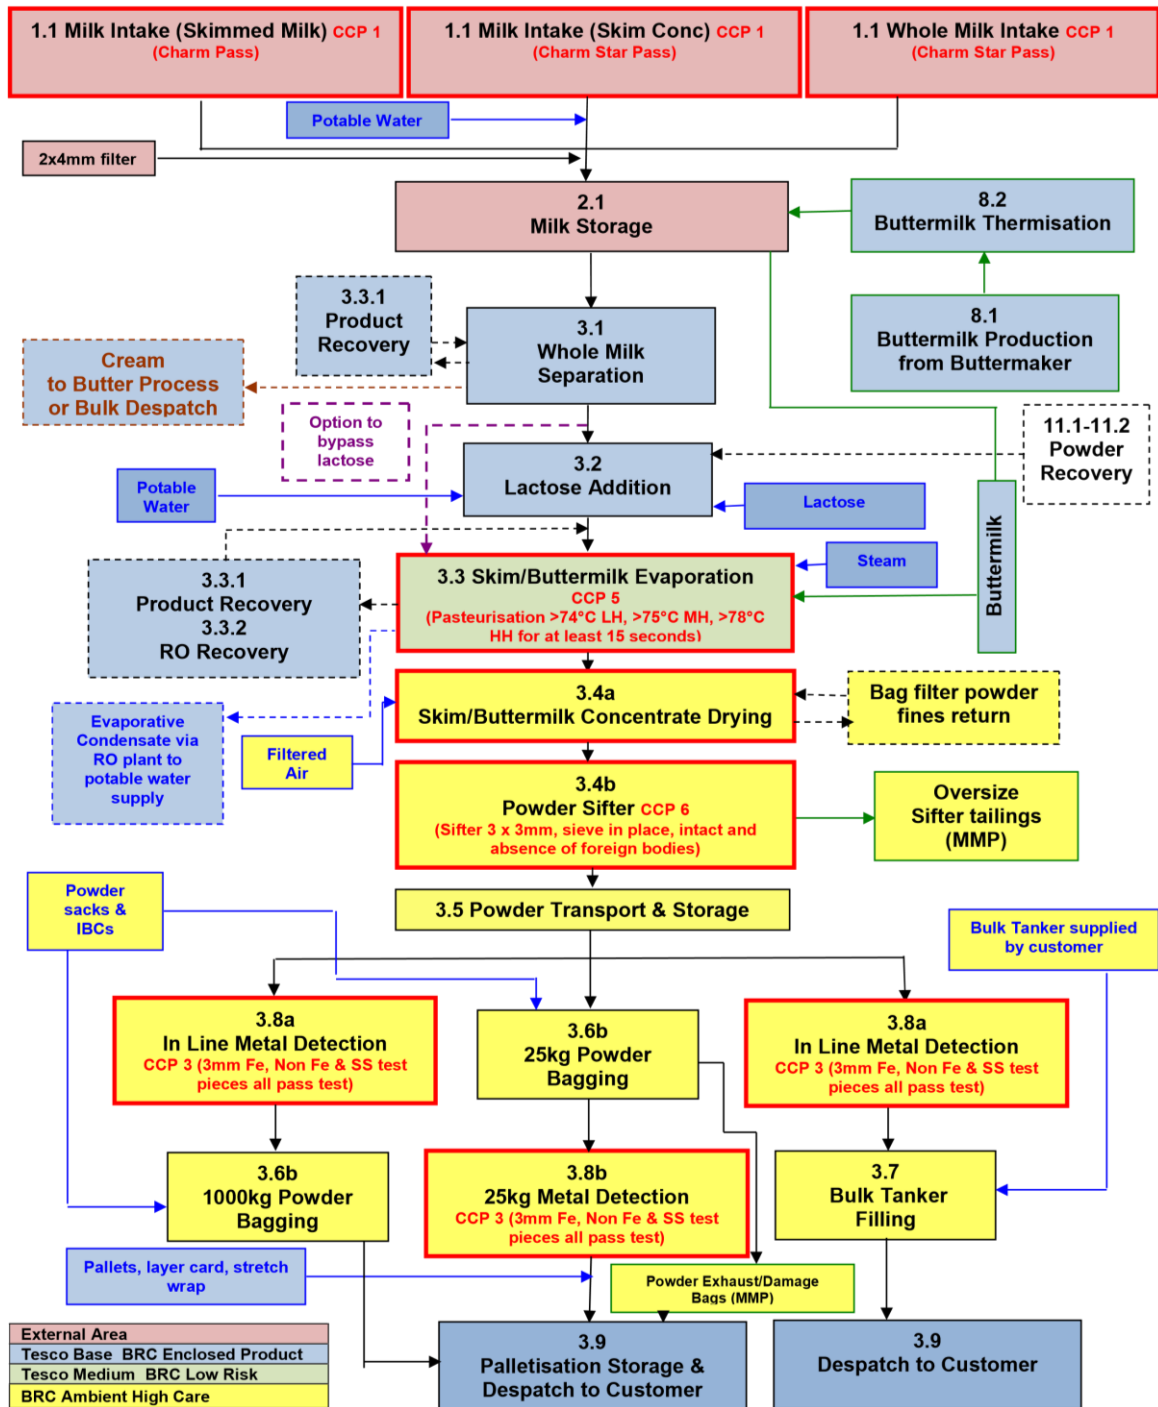 1.1 Milk Intake (Skimmed Milk) CCP 1
(Charm Pass)
1.1 Milk Intake (Skim Conc) CCP 1
(Charm Star Pass)
1.1 Whole Milk Intake CCP 1
(Charm Star Pass)
Potable Water
2x4mm filter
2.1
Milk Storage
8.2
Buttermilk Thermisation
3.3.1
Product
Recovery
3.1
Whole Milk
Separation
8.1
Buttermilk Production
from Buttermaker
Cream
to Butter Process
or Bulk Despatch
Option to
bypass
lactose
11.1-11.2
Powder
Recovery
3.2
Lactose Addition
Potable
Water
Lactose
Steam
Buttermilk
3.3 Skim/Buttermilk Evaporation
CCP 5
(Pasteurisation >74°C LH, >75°C MH, >78°C
HH for at least 15 seconds)
3.3.1
Product Recovery
3.3.2
RO Recovery
3.4a
Skim/Buttermilk Concentrate Drying
Bag filter powder
fines return
Evaporative
Condensate via
RO plant to
potable water
supply
Filtered
Air
3.4b
Powder Sifter CCP 6
(Sifter 3 x 3mm, sieve in place, intact and
absence of foreign bodies)
Oversize
Sifter tailings
(MMP)
Powder
sacks &
IBCs
3.5 Powder Transport & Storage
Bulk Tanker supplied
by customer
3.8a
In Line Metal Detection
CCP 3 (3mm Fe, Non Fe & SS test
pieces all pass test)
3.6b
25kg Powder
Bagging
3.8a
In Line Metal Detection
CCP 3 (3mm Fe, Non Fe & SS test
pieces all pass test)
3.6b
1000kg Powder
Bagging
3.8b
25kg Metal Detection
CCP 3 (3mm Fe, Non Fe & SS test
pieces all pass test)
3.7
Bulk Tanker
Filling
Pallets, layer card, stretch
wrap
Powder Exhaust/Damage
Bags (MMP)
3.9
Palletisation Storage &
Despatch to Customer
3.9
Despatch to Customer
External Area
Tesco Base BRC Enclosed Product
Tesco Medium BRC Low Risk
BRC Ambient High Care